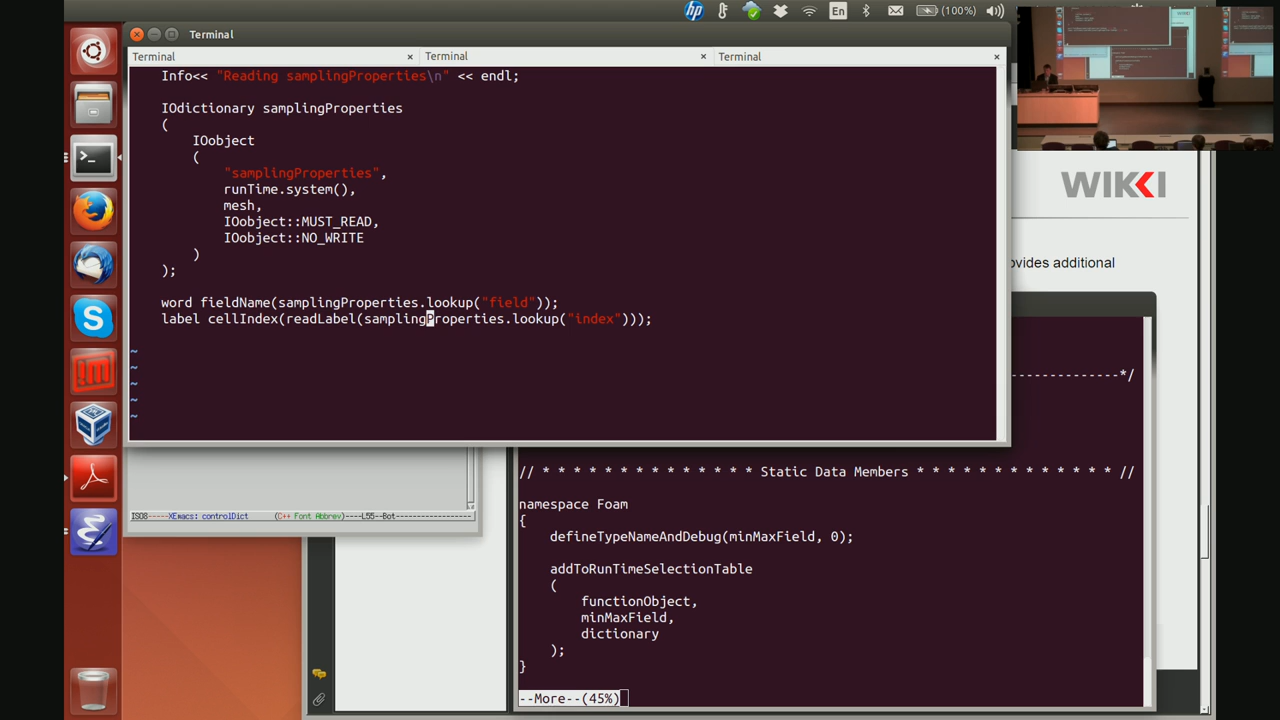 En
(100%)
Terminal
Terminal
Terminal
Terminal
Info<< "Reading samplingProperties\n" << endl;
IOdictionary samplingProperties
(
IOobject
(
"samplingProperties",
runTime.system(),
mesh,
IOobject::MUST_READ,
IOobject::NO_WRITE
)
);
word fieldName(samplingProperties.lookup("field"));
label cellIndex(readLabel(samplingProperties.lookup("index")));
~
~
~
~
~
WIKKI
ovides additional
--------------*/
// * * * * * * * * * * * * * * Static Data Members * * * * * * * * * * * * * //
namespace Foam
{
defineTypeNameAndDebug(minMaxField, 0);
addToRunTimeSelectionTable
(
functionObject,
minMaxField,
dictionary
);
}
--More--(45%)
ISO8-----XEmacs: controlDict (C++ Font Abbrev)----L55--Bot-----------------